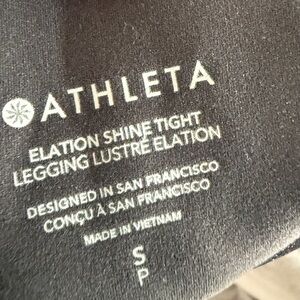 ATHLETA
ELATION SHINE TIGHT
LEGGING LUSTRÉ ELATION
DESIGNED IN SAN FRANCISCO
CONÇU À SAN FRANCISCO
MADE IN VIETNAM
S
P